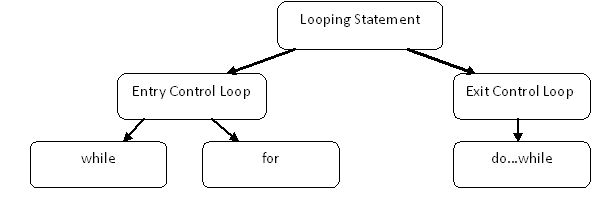 Looping Statement
Entry Control Loop
Exit Control Loop
while
for
do...while